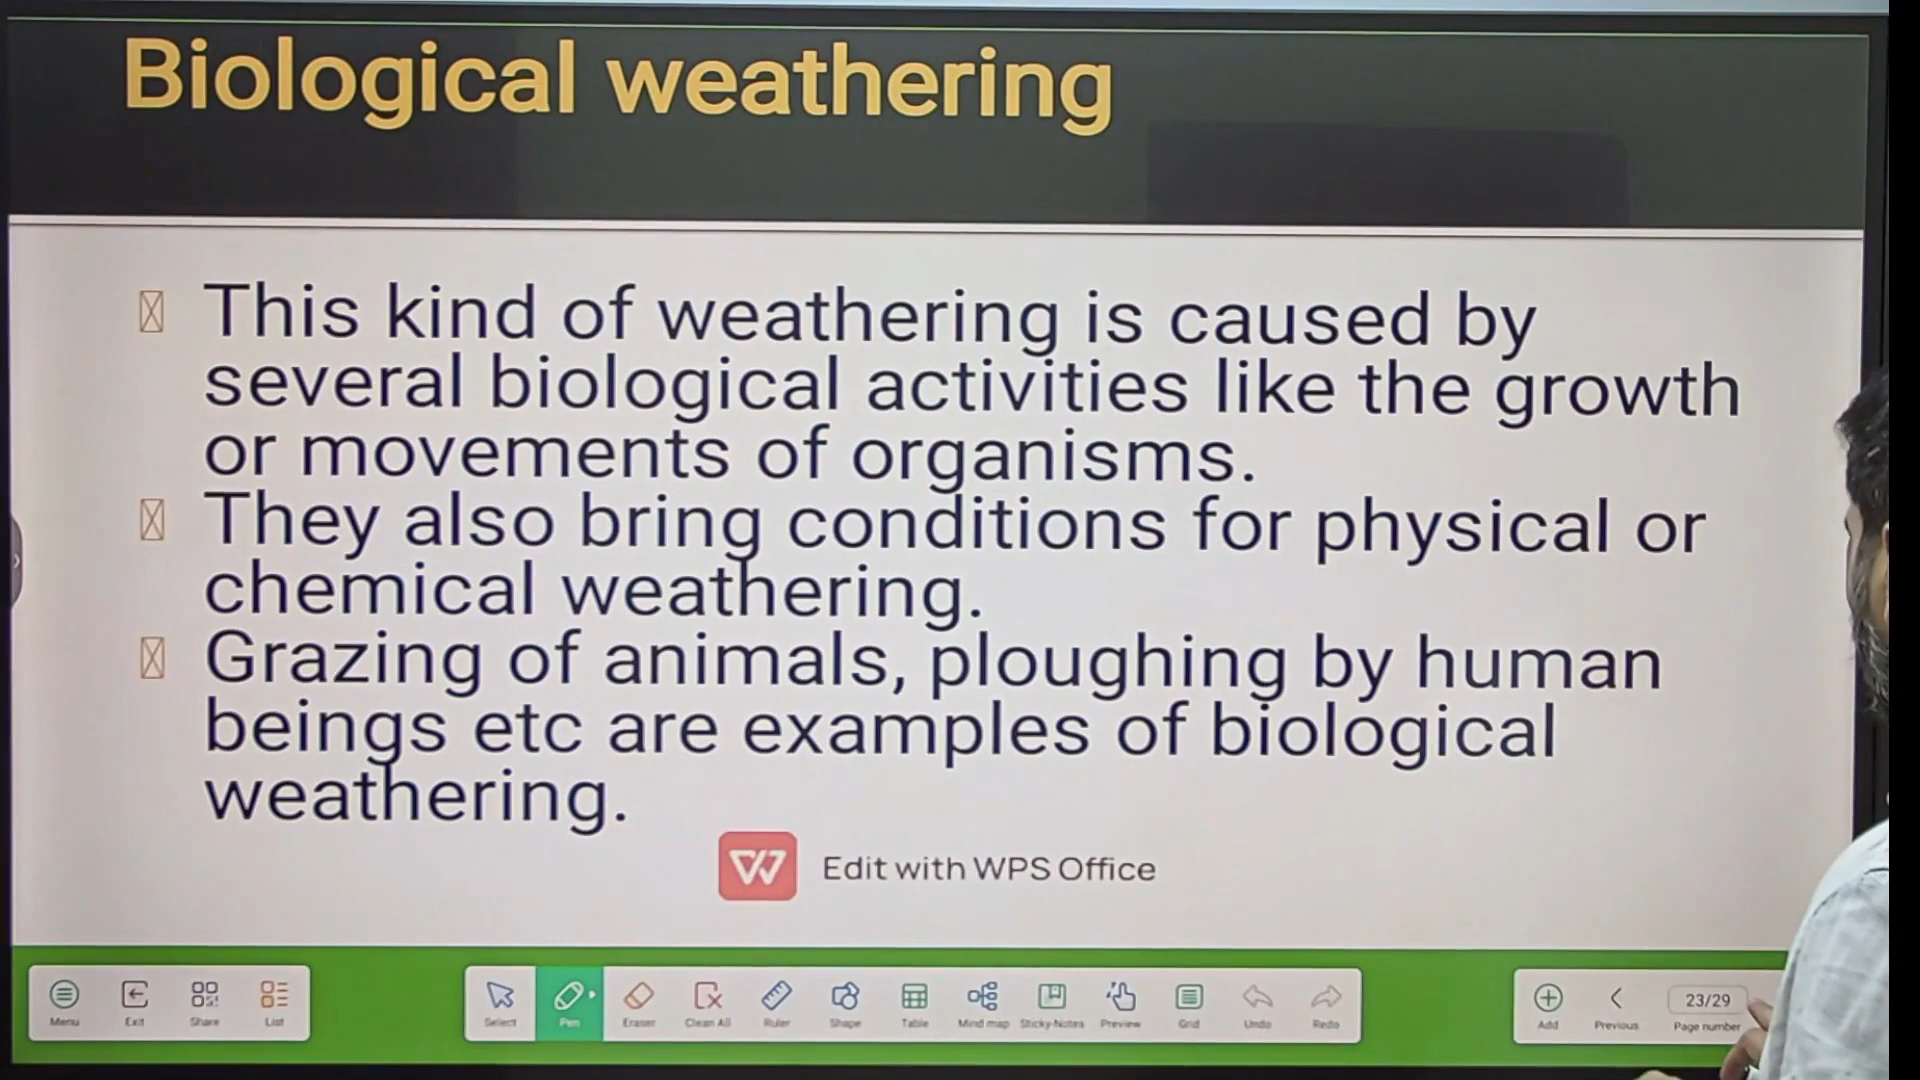 Biological weathering
This kind of weathering is caused by
several biological activities like the growth
or movements of organisms.
They also bring conditions for physical or
chemical weathering.
Grazing of animals, ploughing by human
beings etc are examples of biological
weathering.
Edit with WPS Office
Menu Exit Share List Select Pen Eraser Clean All Ruler Shape Table Mind map Sticky-Notes Preview Grid Undo Redo Add Previous 23/29 Page number